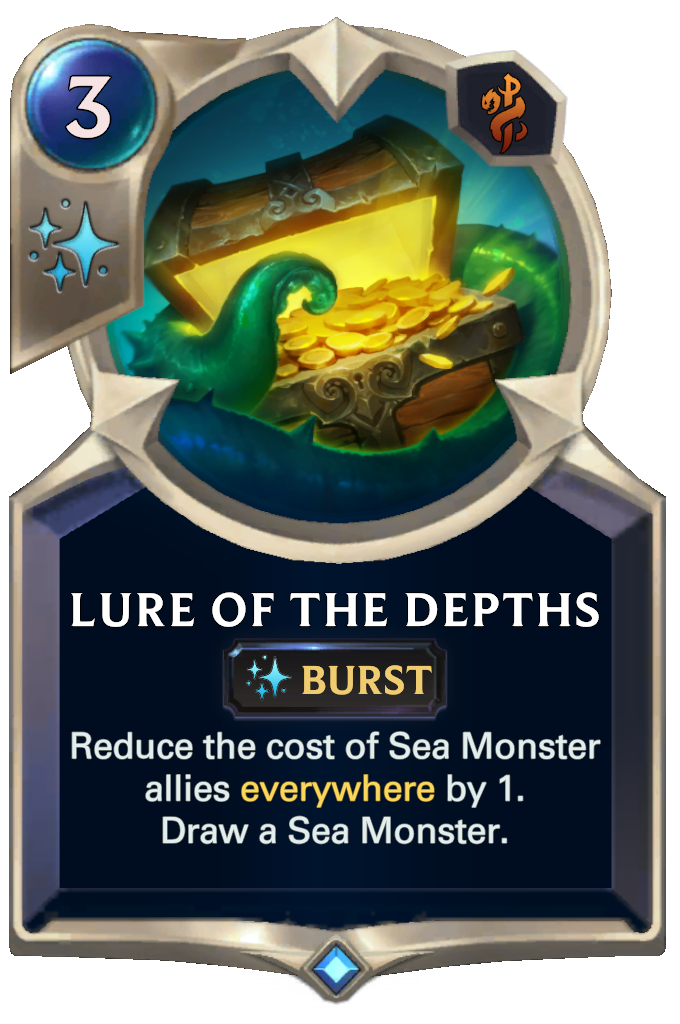 3
LURE OF THE DEPTHS
BURST
Reduce the cost of Sea Monster
allies everywhere by 1.
Draw a Sea Monster.